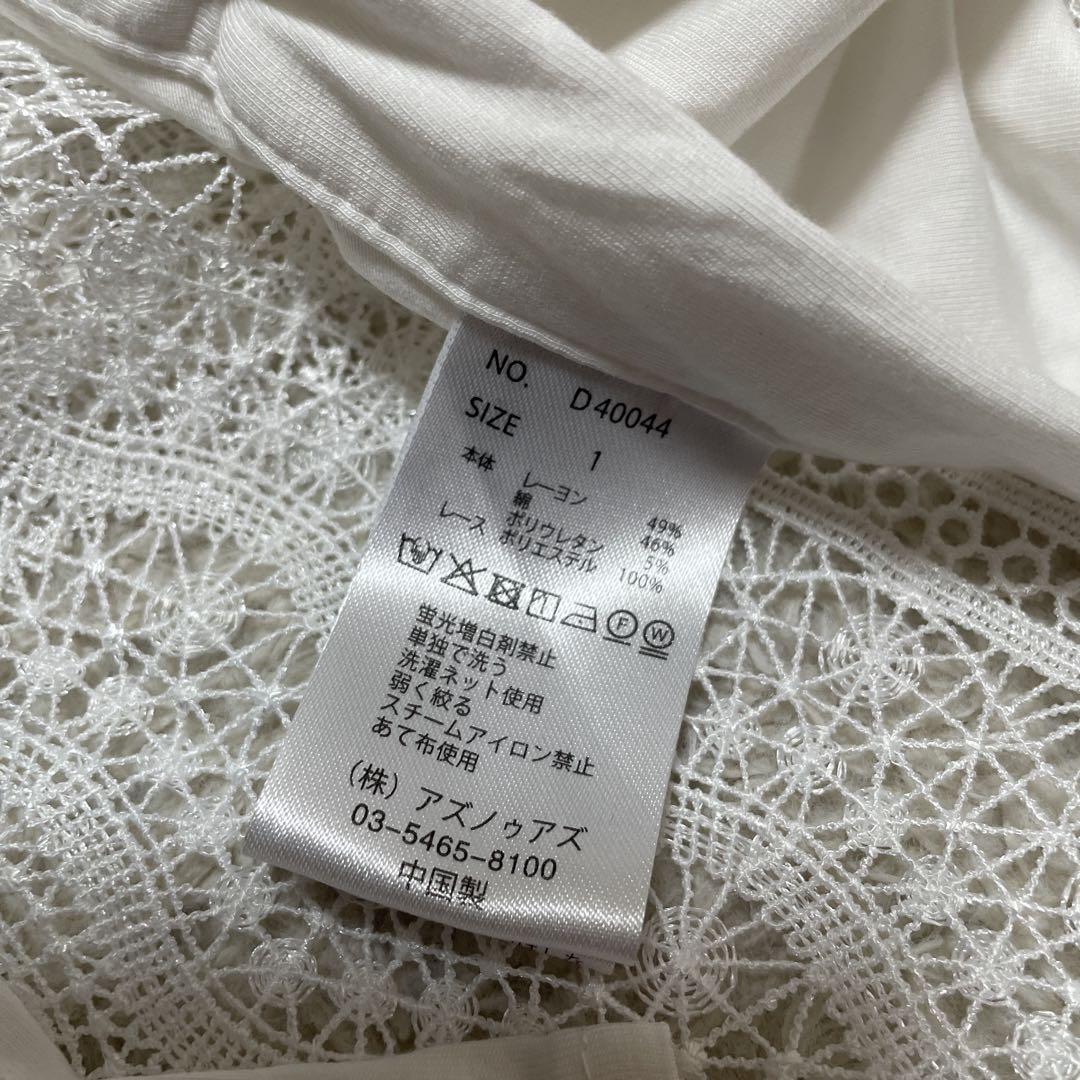 NO. D40044
SIZE 1
本体 レーヨン 49%
綿 46%
ポリウレタン 5%
レース ポリエステル 100%
F W
蛍光増白剤禁止
単独で洗う
洗濯ネット使用
弱く絞る
スチームアイロン禁止
あて布使用
(株) アズノゥアズ
03-5465-8100
中国製